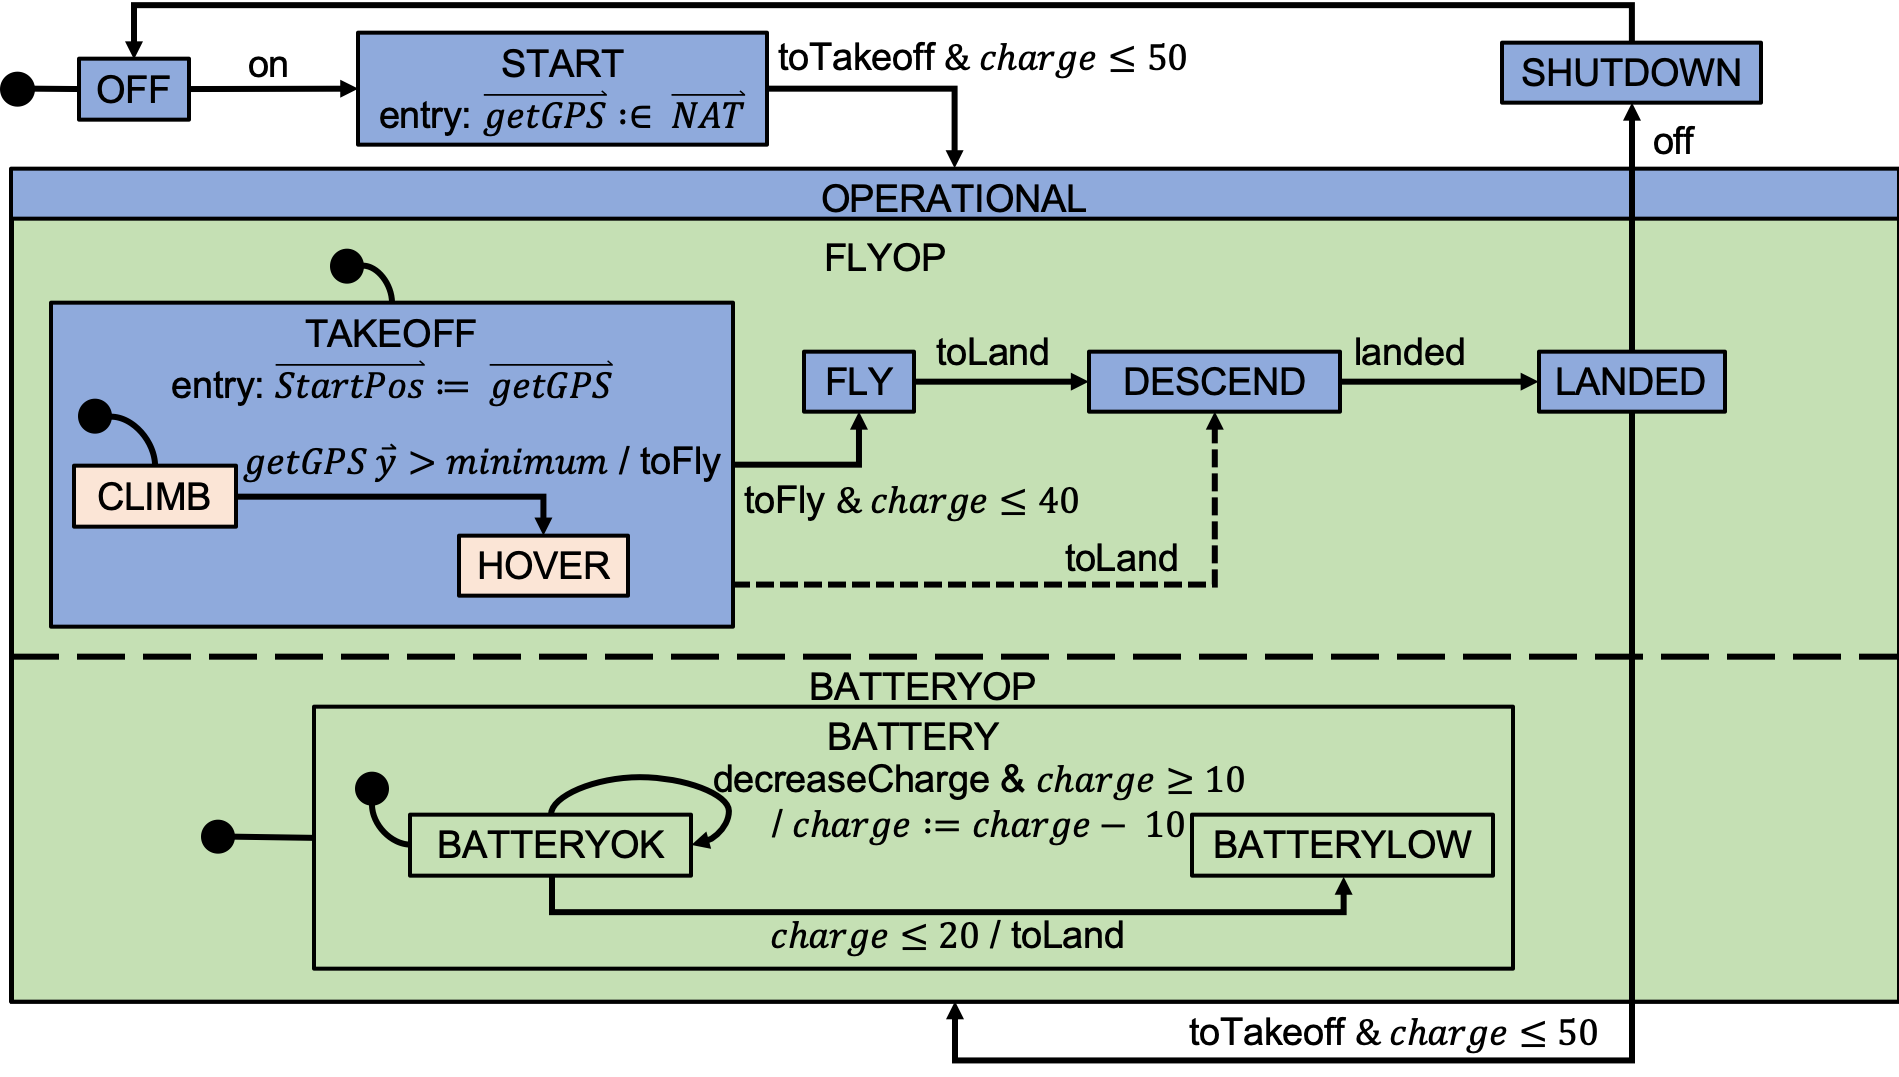 OFF
on
START
entry: getGPS :∈ NAT
toTakeoff & charge ≤ 50
SHUTDOWN
off
OPERATIONAL
FLYOP
TAKEOFF
entry: StartPos := getGPS
CLIMB
getGPS y⃗ > minimum / toFly
HOVER
toFly & charge ≤ 40
FLY
toLand
DESCEND
landed
LANDED
toLand
BATTERYOP
BATTERY
decreaseCharge & charge ≥ 10
/ charge := charge − 10
BATTERYOK
BATTERYLOW
charge ≤ 20 / toLand
toTakeoff & charge ≤ 50